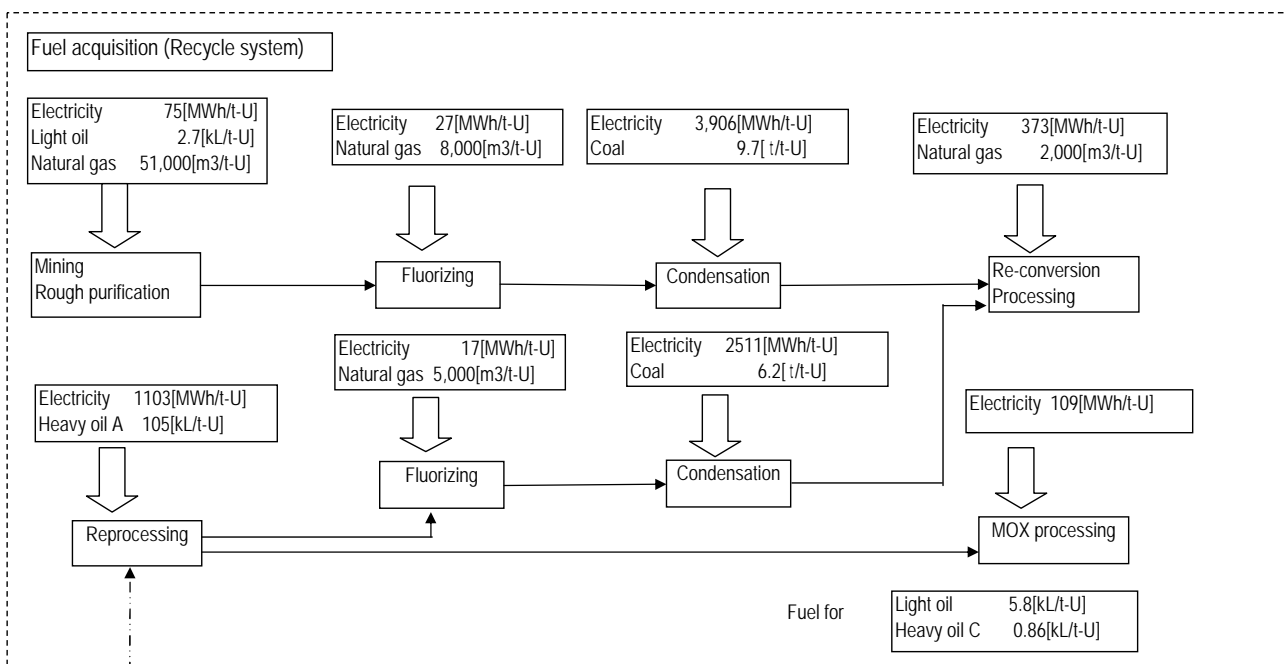 Fuel acquisition (Recycle system)
Electricity 75[MWh/t-U]
Light oil 2.7[kL/t-U]
Natural gas 51,000[m3/t-U]
Electricity 27[MWh/t-U]
Natural gas 8,000[m3/t-U]
Electricity 3,906[MWh/t-U]
Coal 9.7[ t/t-U]
Electricity 373[MWh/t-U]
Natural gas 2,000[m3/t-U]
Mining
Rough purification
Fluorizing
Condensation
Re-conversion
Processing
Electricity 17[MWh/t-U]
Natural gas 5,000[m3/t-U]
Electricity 2511[MWh/t-U]
Coal 6.2[ t/t-U]
Electricity 1103[MWh/t-U]
Heavy oil A 105[kL/t-U]
Electricity 109[MWh/t-U]
Fluorizing
Condensation
Reprocessing
MOX processing
Fuel for
Light oil 5.8[kL/t-U]
Heavy oil C 0.86[kL/t-U]